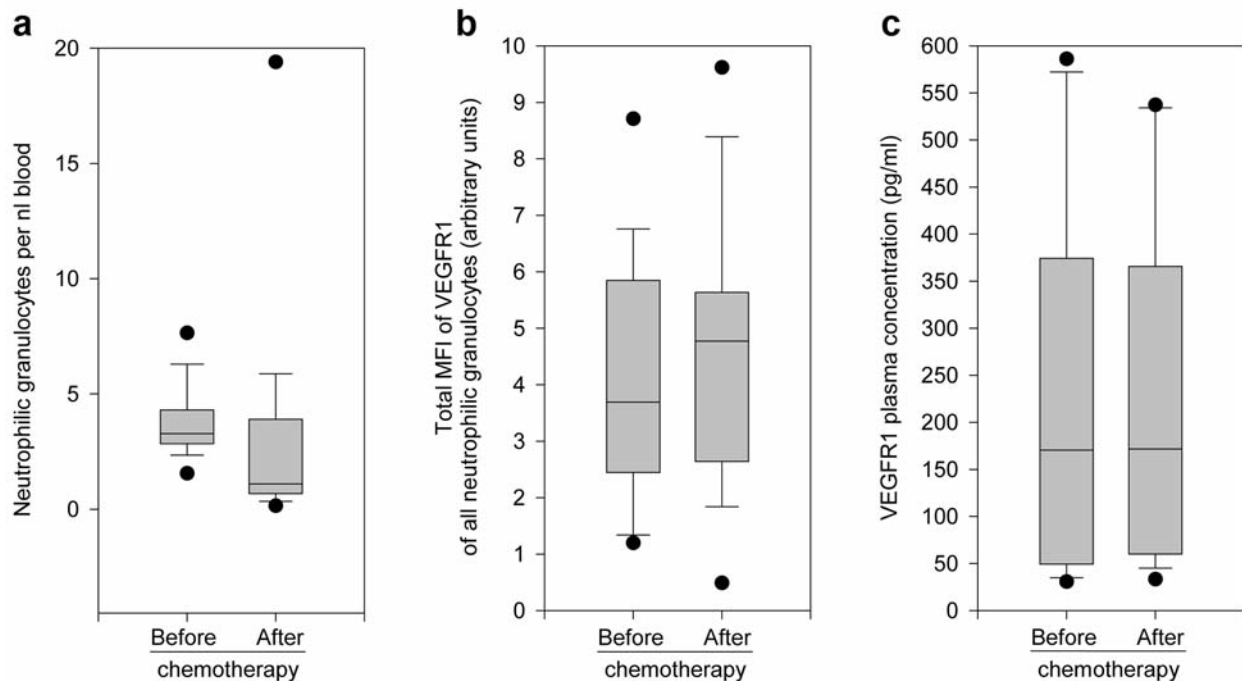 a
Neutrophilic granulocytes per nl blood
20
15
10
5
0
Before After
chemotherapy
b
Total MFI of VEGFR1
of all neutrophilic granulocytes (arbitrary units)
10
9
8
7
6
5
4
3
2
1
0
Before After
chemotherapy
c
VEGFR1 plasma concentration (pg/ml)
600
550
500
450
400
350
300
250
200
150
100
50
0
Before After
chemotherapy